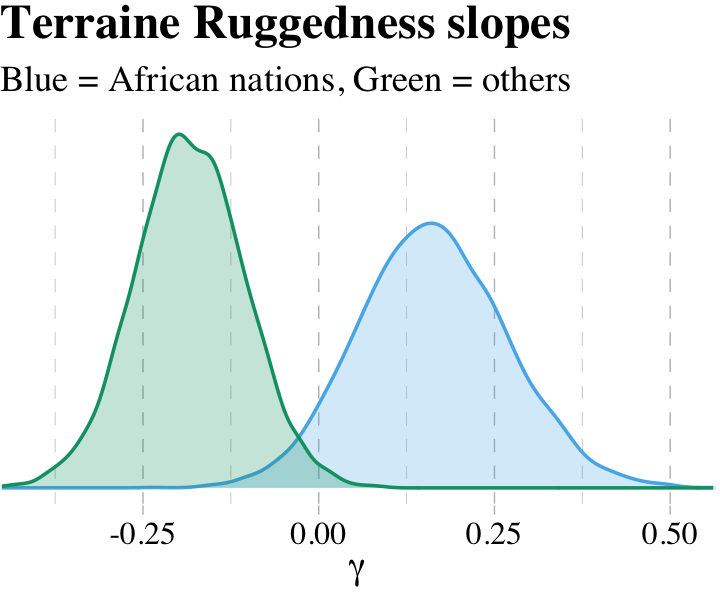 Terraine Ruggedness slopes
Blue = African nations, Green = others
-0.25 0.00 0.25 0.50
γ